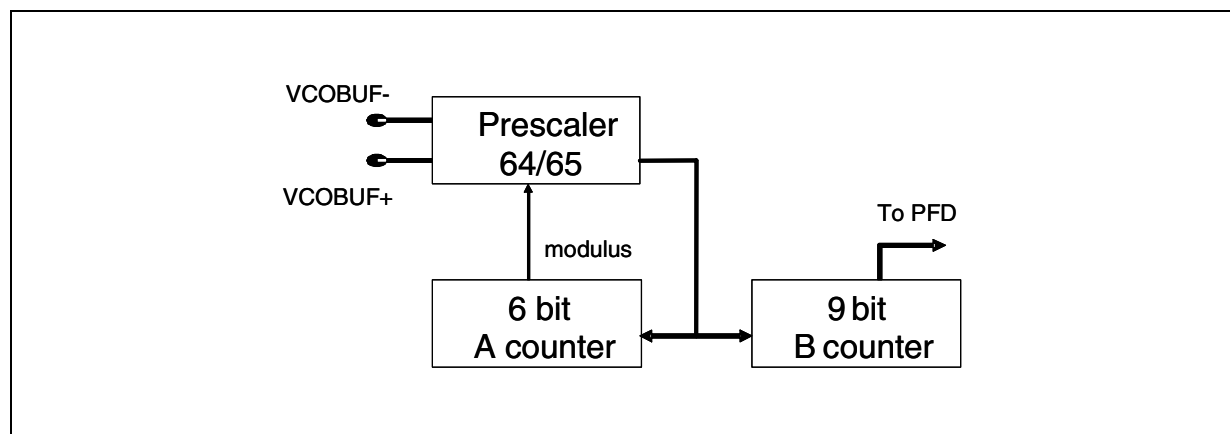 VCOBUF-
Prescaler
64/65
VCOBUF+
To PFD
modulus
6 bit
A counter
9 bit
B counter